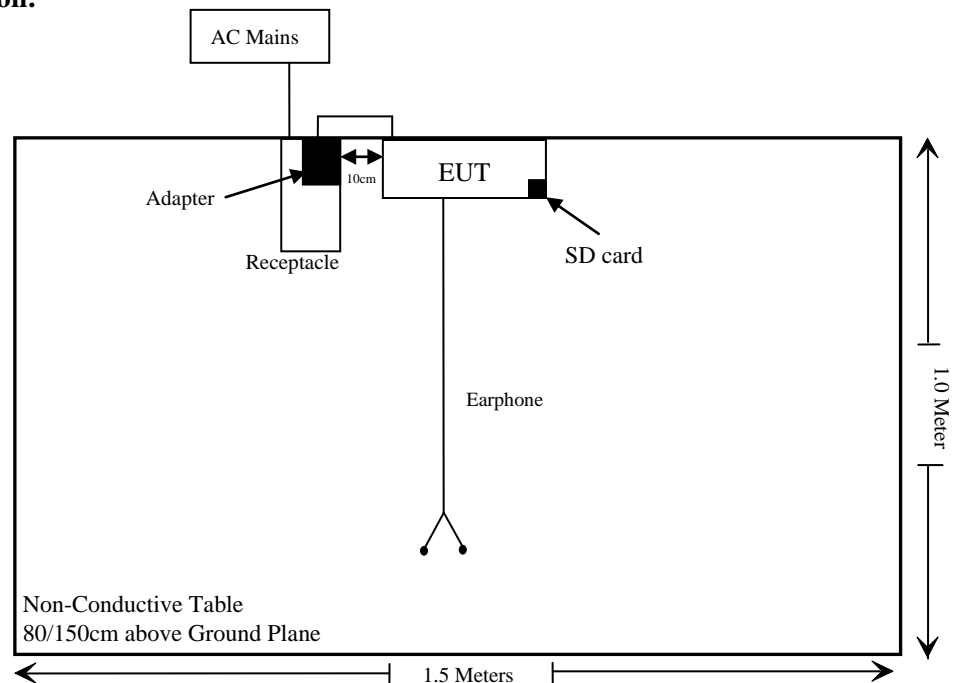 AC Mains
EUT
10cm
Adapter
SD card
Receptacle
Earphone
1.0 Meter
Non-Conductive Table
80/150cm above Ground Plane
1.5 Meters